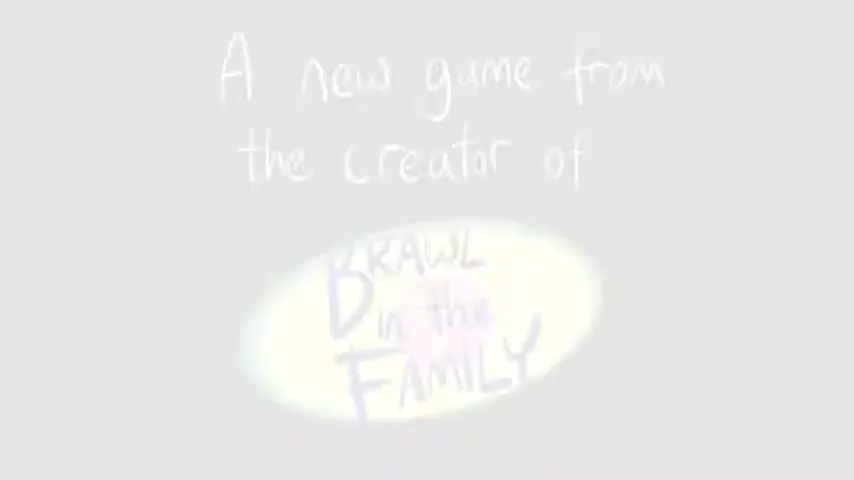 A new game from
the creator of
BRAWL
in the
FAMILY